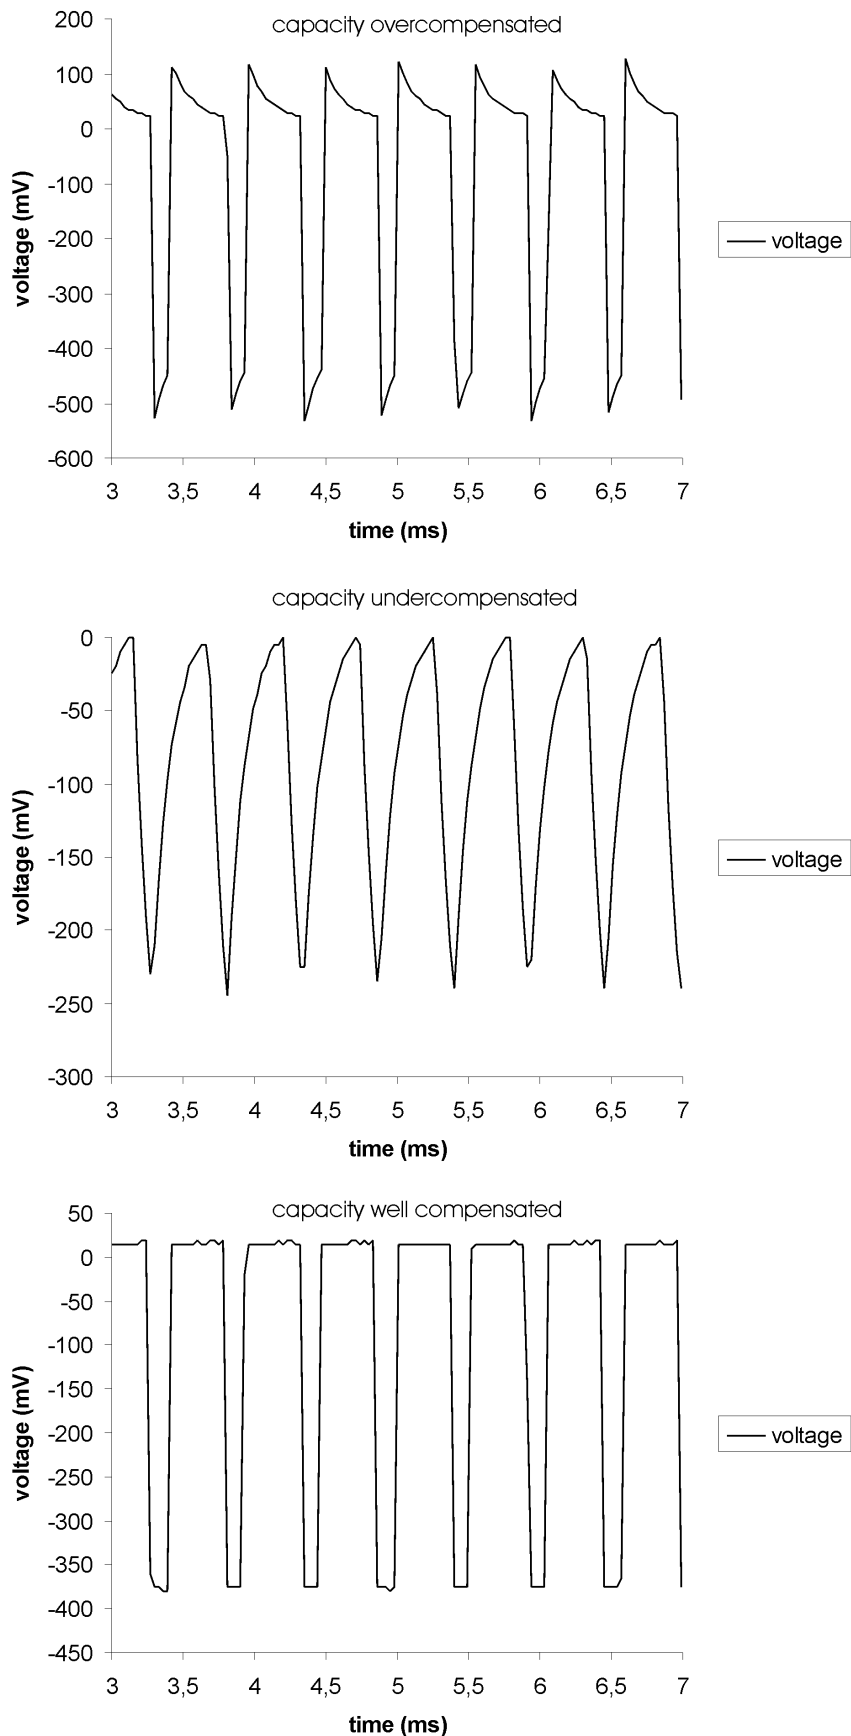 capacity overcompensated
200
100
0
-100
-200
-300
-400
-500
-600
voltage (mV)
3 3,5 4 4,5 5 5,5 6 6,5 7
time (ms)
voltage
capacity undercompensated
0
-50
-100
-150
-200
-250
-300
voltage (mV)
3 3,5 4 4,5 5 5,5 6 6,5 7
time (ms)
voltage
capacity well compensated
50
0
-50
-100
-150
-200
-250
-300
-350
-400
-450
voltage (mV)
3 3,5 4 4,5 5 5,5 6 6,5 7
time (ms)
voltage